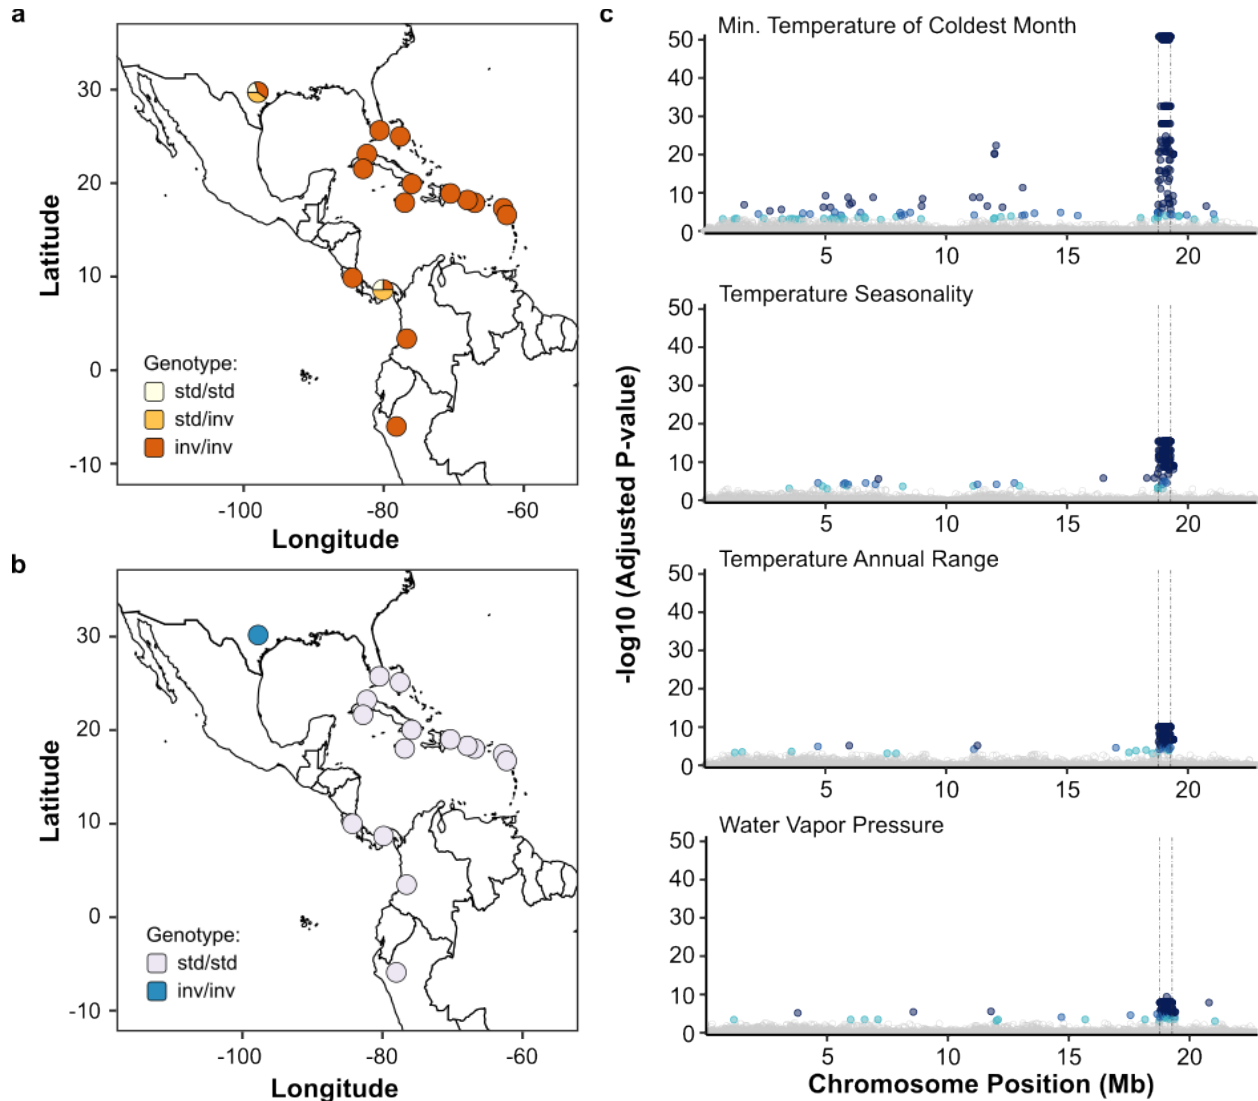 a
30
20
10
0
-10
Latitude
Genotype:
std/std
std/inv
inv/inv
-100
-80
-60
Longitude
b
30
20
10
0
-10
Latitude
Genotype:
std/std
inv/inv
-100
-80
-60
Longitude
c
-log10 (Adjusted P-value)
Min. Temperature of Coldest Month
50
40
30
20
10
0
5
10
15
20
Temperature Seasonality
50
40
30
20
10
0
5
10
15
20
Temperature Annual Range
50
40
30
20
10
0
5
10
15
20
Water Vapor Pressure
50
40
30
20
10
0
5
10
15
20
Chromosome Position (Mb)